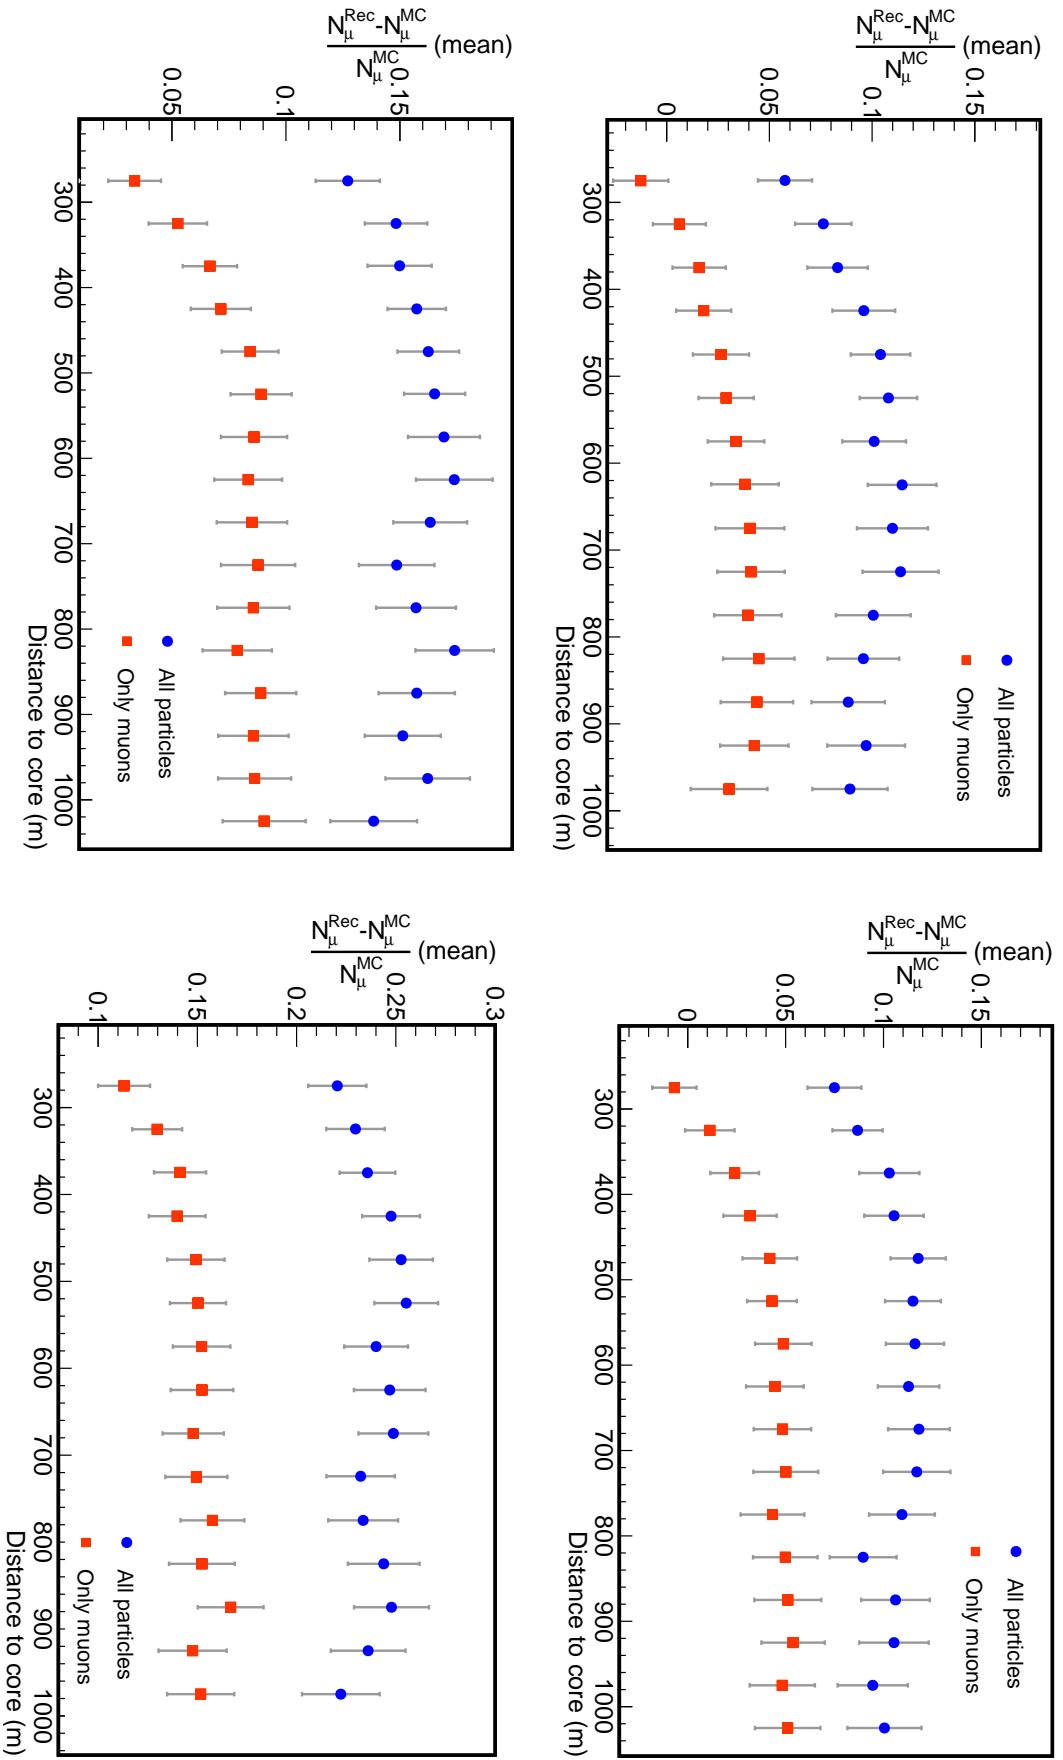 N_μ^Rec-N_μ^MC
N_μ^MC
(mean)
0.15
0.1
0.05
0
All particles
Only muons
300 400 500 600 700 800 900 1000
Distance to core (m)
N_μ^Rec-N_μ^MC
N_μ^MC
(mean)
0.15
0.1
0.05
0
All particles
Only muons
300 400 500 600 700 800 900 1000
Distance to core (m)
N_μ^Rec-N_μ^MC
N_μ^MC
(mean)
0.15
0.1
0.05
All particles
Only muons
300 400 500 600 700 800 900 1000
Distance to core (m)
N_μ^Rec-N_μ^MC
N_μ^MC
(mean)
0.3
0.25
0.2
0.15
0.1
All particles
Only muons
300 400 500 600 700 800 900 1000
Distance to core (m)